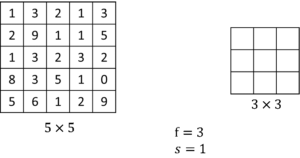 1 3 2 1 3
2 9 1 1 5
1 3 2 3 2
8 3 5 1 0
5 6 1 2 9
5 × 5
3 × 3
f = 3
s = 1